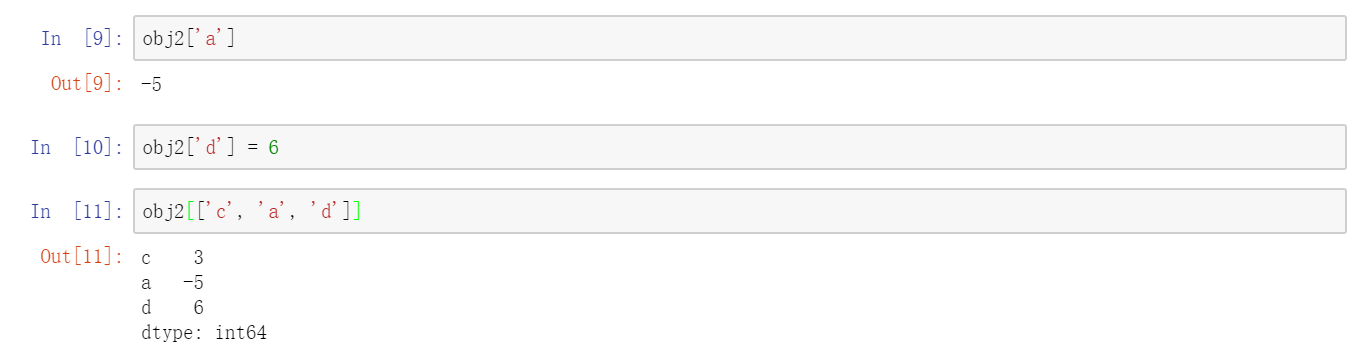 In [9]: obj2['a']
Out[9]: -5
In [10]: obj2['d'] = 6
In [11]: obj2[['c', 'a', 'd']]
Out[11]: c 3
a -5
d 6
dtype: int64